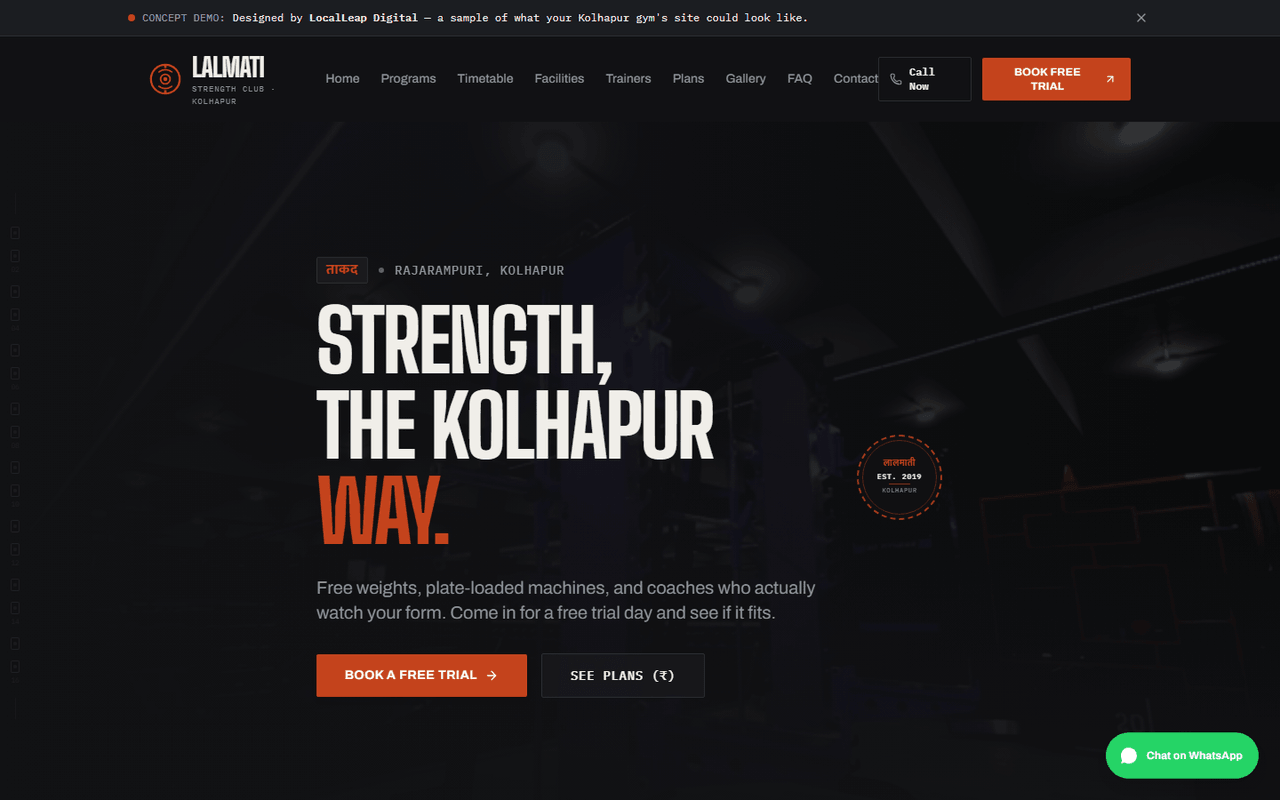 CONCEPT DEMO: Designed by LocalLeap Digital — a sample of what your Kolhapur gym's site could look like.
LALMATI
STRENGTH CLUB ·
KOLHAPUR
Home Programs Timetable Facilities Trainers Plans Gallery FAQ Contact
Call
Now
BOOK FREE
TRIAL
ताकद
RAJARAMPURI, KOLHAPUR
STRENGTH,
THE KOLHAPUR
WAY.
लालमाती
EST. 2019
KOLHAPUR
Free weights, plate-loaded machines, and coaches who actually
watch your form. Come in for a free trial day and see if it fits.
BOOK A FREE TRIAL
SEE PLANS (₹)
Chat on WhatsApp